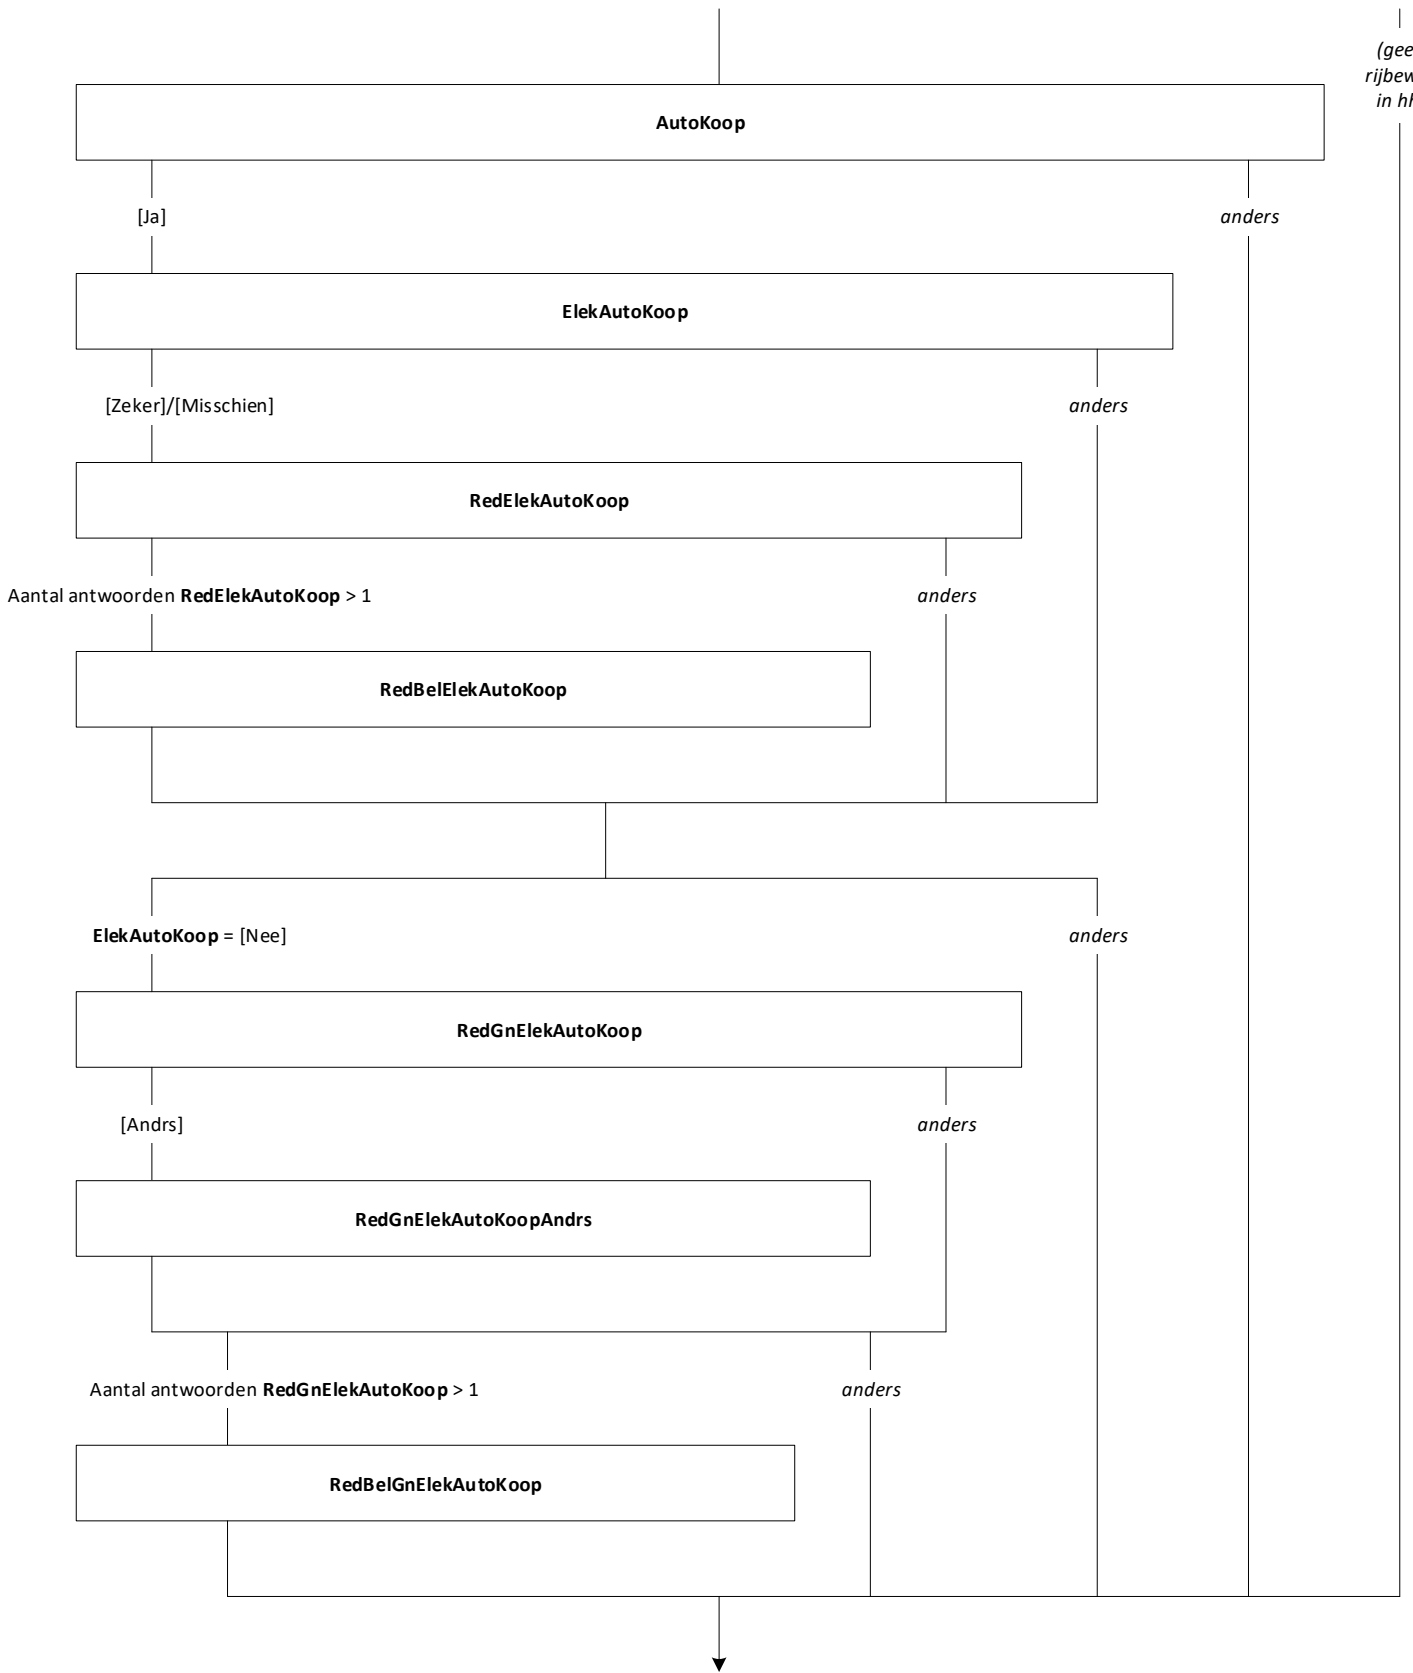 (gee
rijbew
in hh
AutoKoop
[Ja]
anders
ElekAutoKoop
[Zeker]/[Misschien]
anders
RedElekAutoKoop
Aantal antwoorden RedElekAutoKoop > 1
anders
RedBelElekAutoKoop
ElekAutoKoop = [Nee]
anders
RedGnElekAutoKoop
[Andrs]
anders
RedGnElekAutoKoopAndrs
Aantal antwoorden RedGnElekAutoKoop > 1
anders
RedBelGnElekAutoKoop